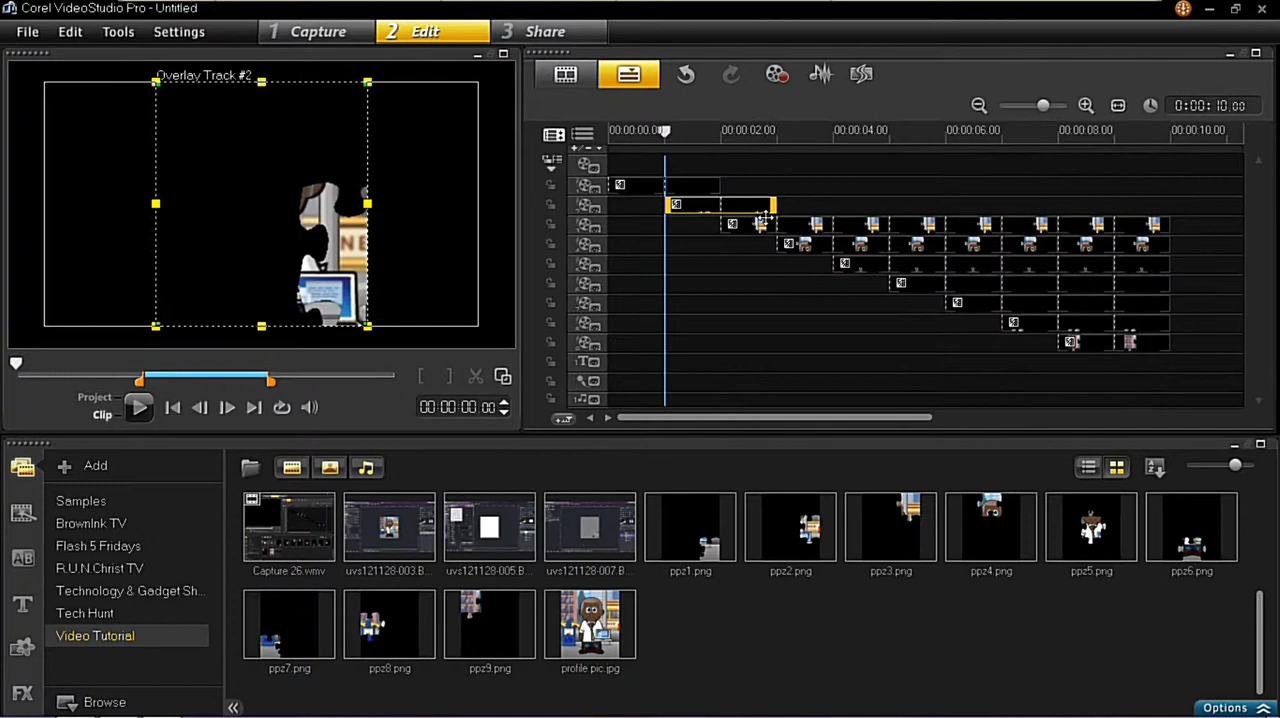 Corel VideoStudio Pro - Untitled
File Edit Tools Settings 1 Capture 2 Edit 3 Share
Overlay Track #2
0:00:10.00
00:00:00.00 00:00:02.00 00:00:04.00 00:00:06.00 00:00:08.00 00:00:10.00
Project
Clip
00:00:00 00
Add
Samples
BrownInk TV
Flash 5 Fridays
R.U.N.Christ TV
Technology & Gadget Sh...
Tech Hunt
Video Tutorial
Browse
AB
T
FX
Capture 26.wmv uvs121128-003.B... uvs121128-005.B... uvs121128-007.B... ppz1.png ppz2.png ppz3.png ppz4.png ppz5.png ppz6.png
ppz7.png ppz8.png ppz9.png profile pic.jpg
Options